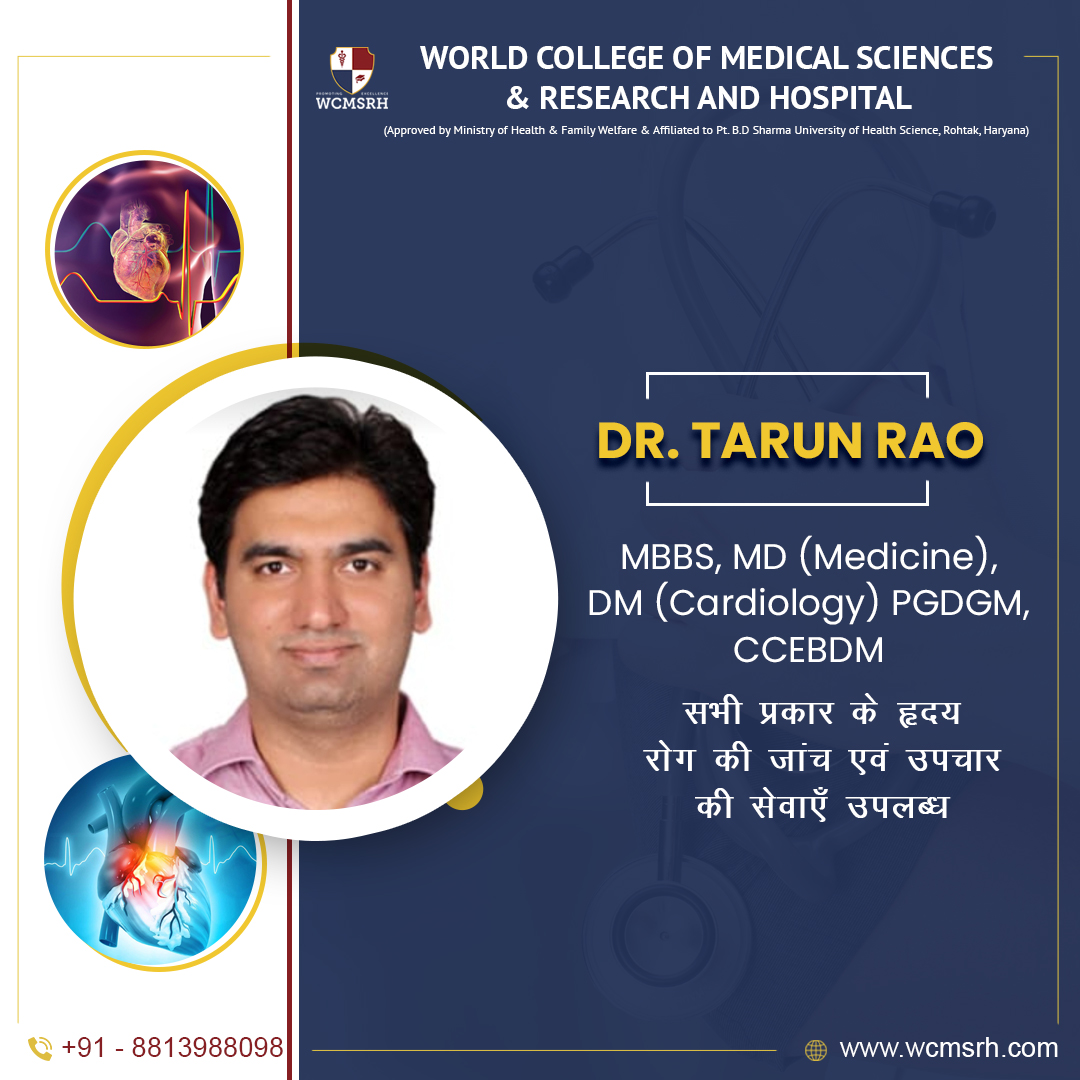 WORLD COLLEGE OF MEDICAL SCIENCES
& RESEARCH AND HOSPITAL
(Approved by Ministry of Health & Family Welfare & Affiliated to Pt. B.D Sharma University of Health Science, Rohtak, Haryana)
PROMOTING EXCELLENCE
WCMSRH
DR. TARUN RAO
MBBS, MD (Medicine),
DM (Cardiology) PGDGM,
CCEBDM
सभी प्रकार के हृदय
रोग की जांच एवं उपचार
की सेवाएँ उपलब्ध
+91 - 8813988098
www.wcmsrh.com